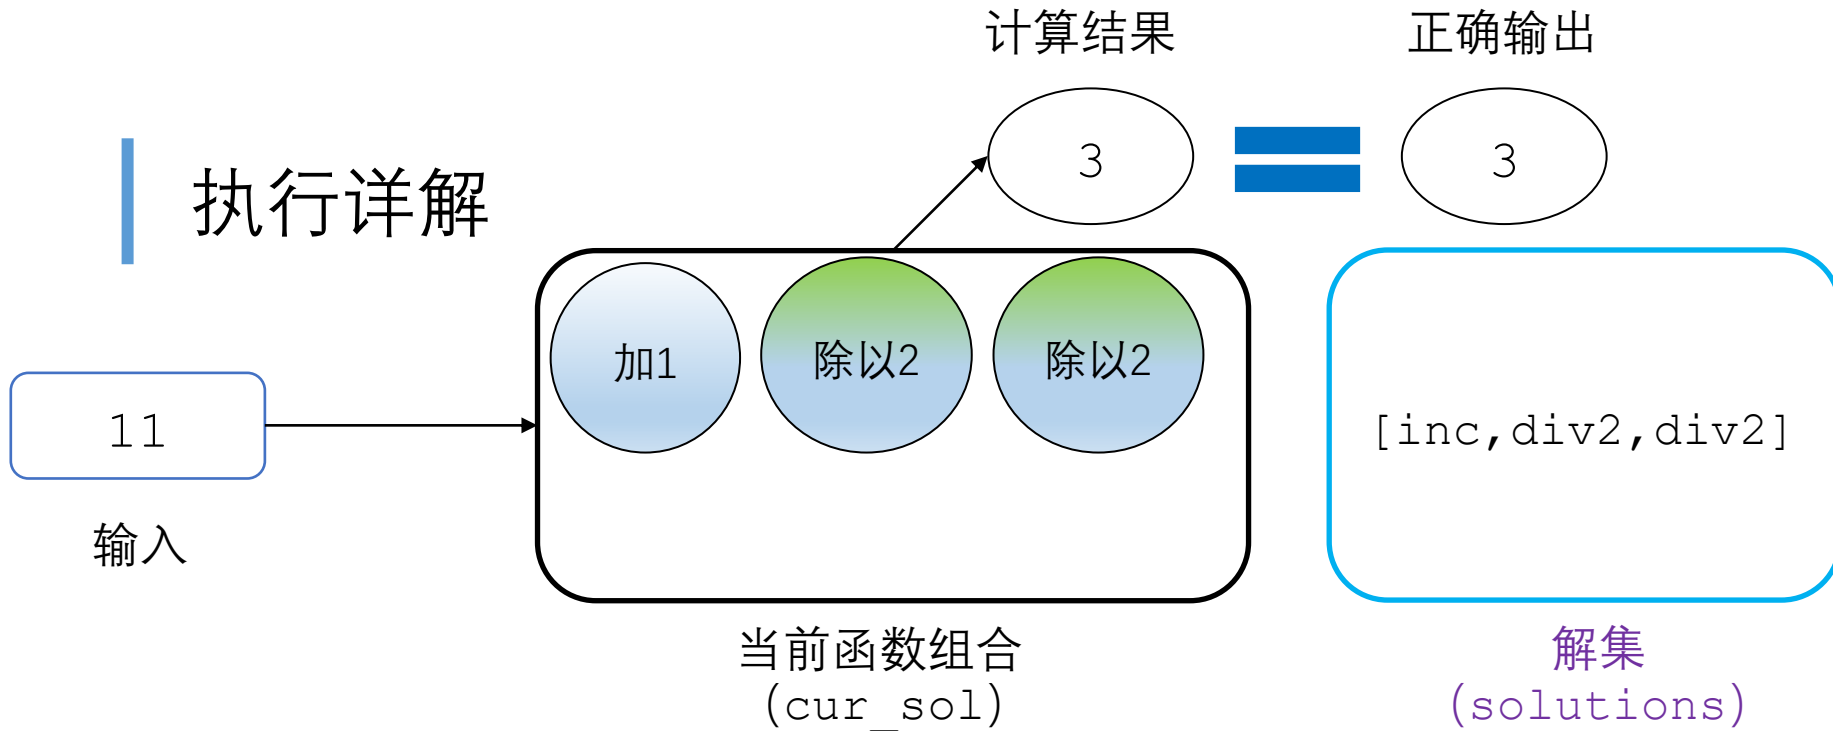 计算结果
正确输出
3
3
执行详解
加1
除以2
除以2
11
[inc,div2,div2]
输入
当前函数组合
(cur_sol)
解集
(solutions)